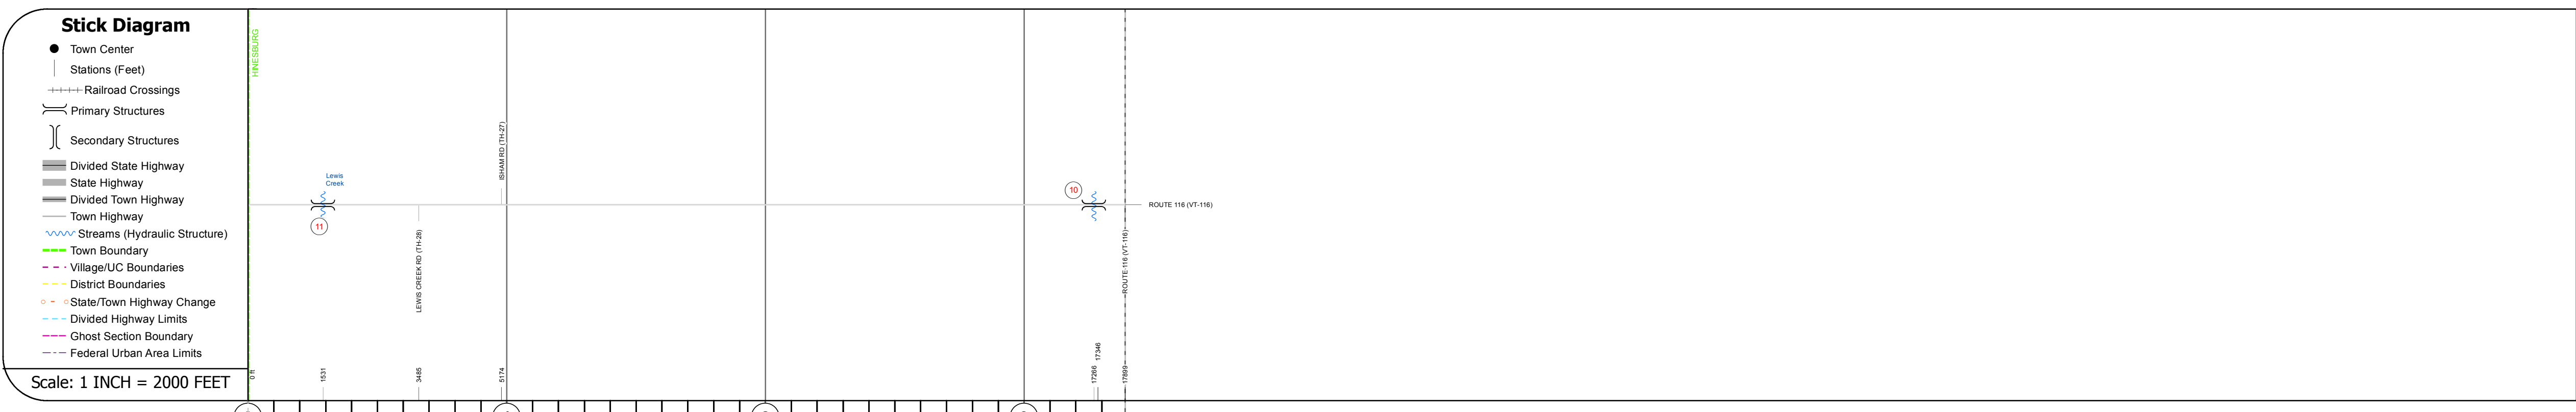 Stick Diagram
Town Center
Stations (Feet)
Railroad Crossings
Primary Structures
Secondary Structures
Divided State Highway
State Highway
Divided Town Highway
Town Highway
Streams (Hydraulic Structure)
Town Boundary
Village/UC Boundaries
District Boundaries
State/Town Highway Change
Divided Highway Limits
Ghost Section Boundary
Federal Urban Area Limits
Scale: 1 INCH = 2000 FEET
HINESBURG
Lewis
Creek
11
LEWIS CREEK RD (TH-28)
ISHAM RD (TH-27)
10
ROUTE 116 (VT-116)
ROUTE 116 (VT-116)
0 ft
1531
3485
5174
17266
17346
17899